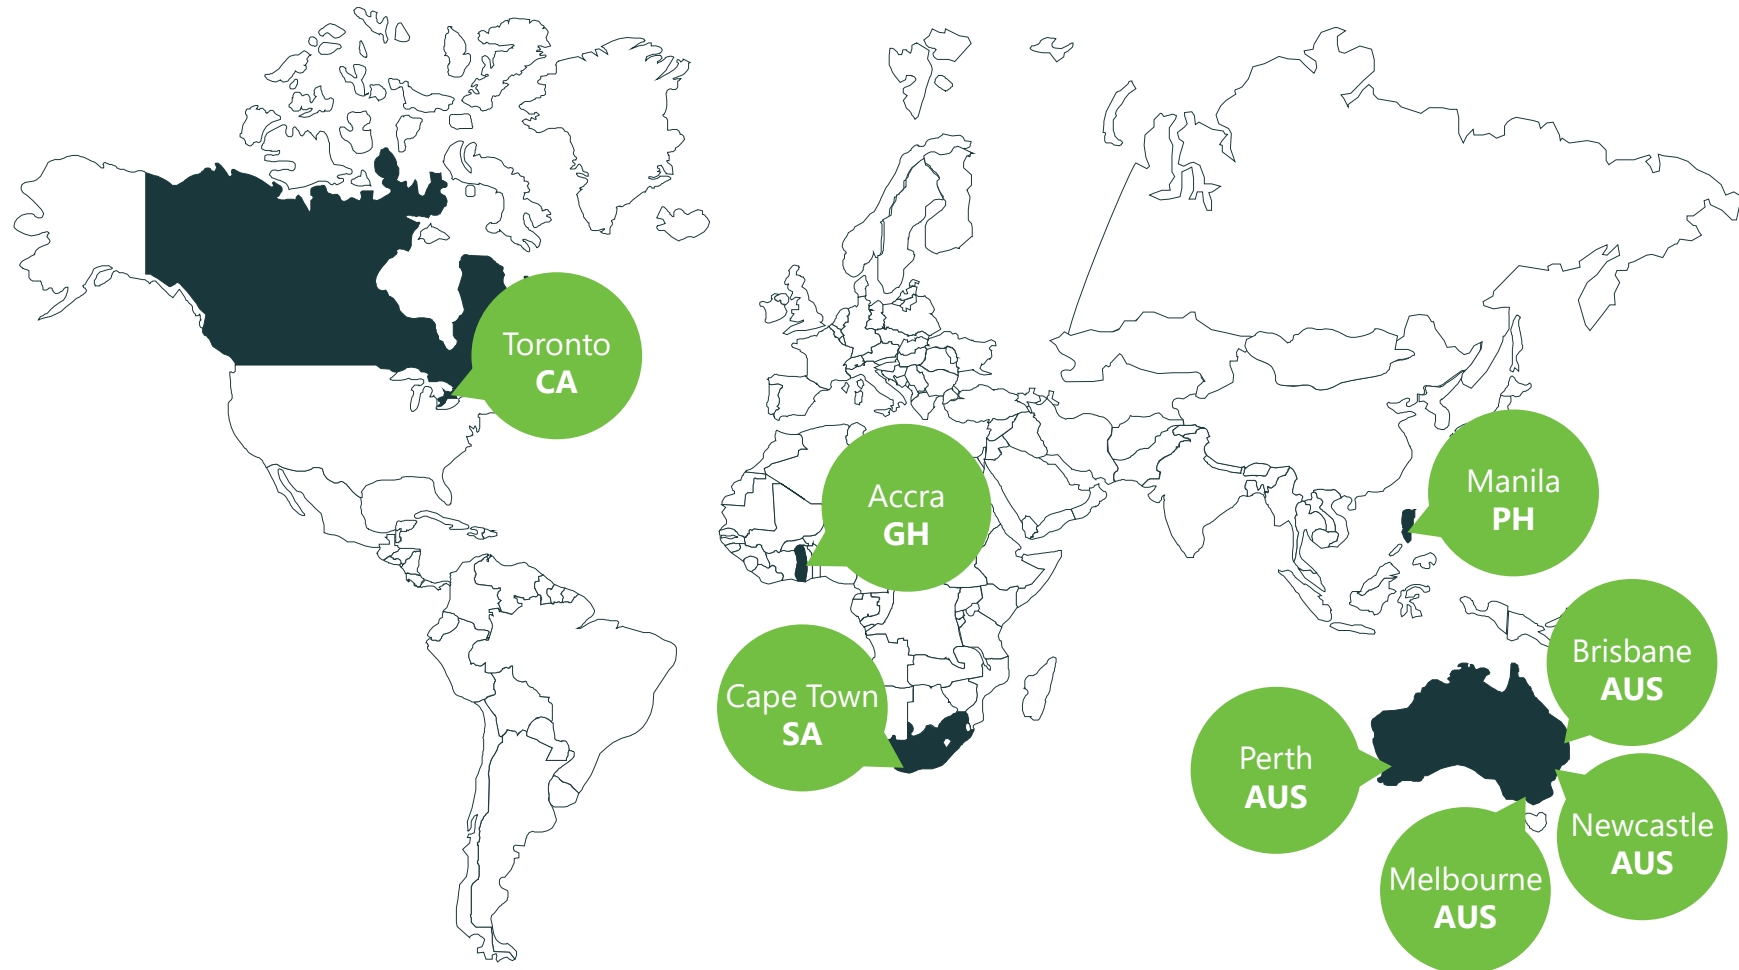 Toronto
CA
Accra
GH
Manila
PH
Cape Town
SA
Brisbane
AUS
Perth
AUS
Newcastle
AUS
Melbourne
AUS